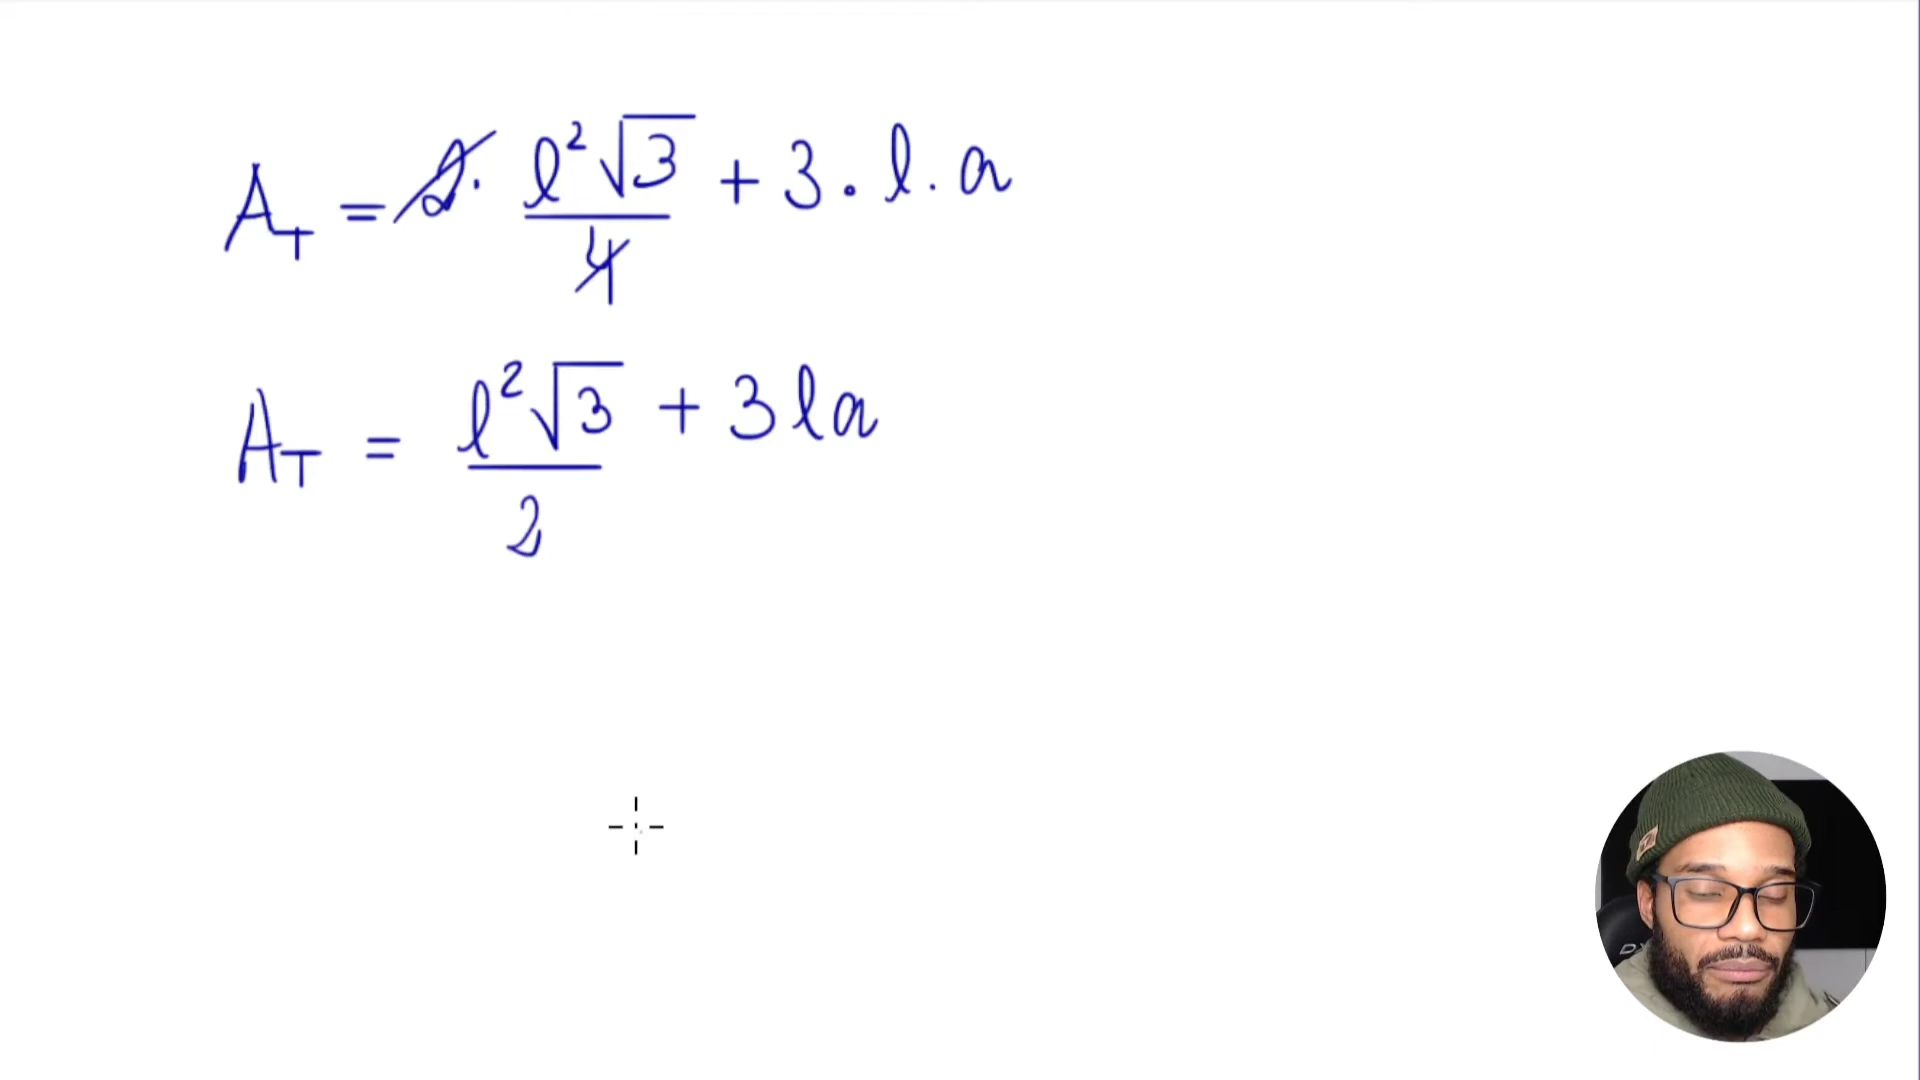 A_T = 2 · l²√3/4 + 3 . l . a
A_T = l²√3/2 + 3la